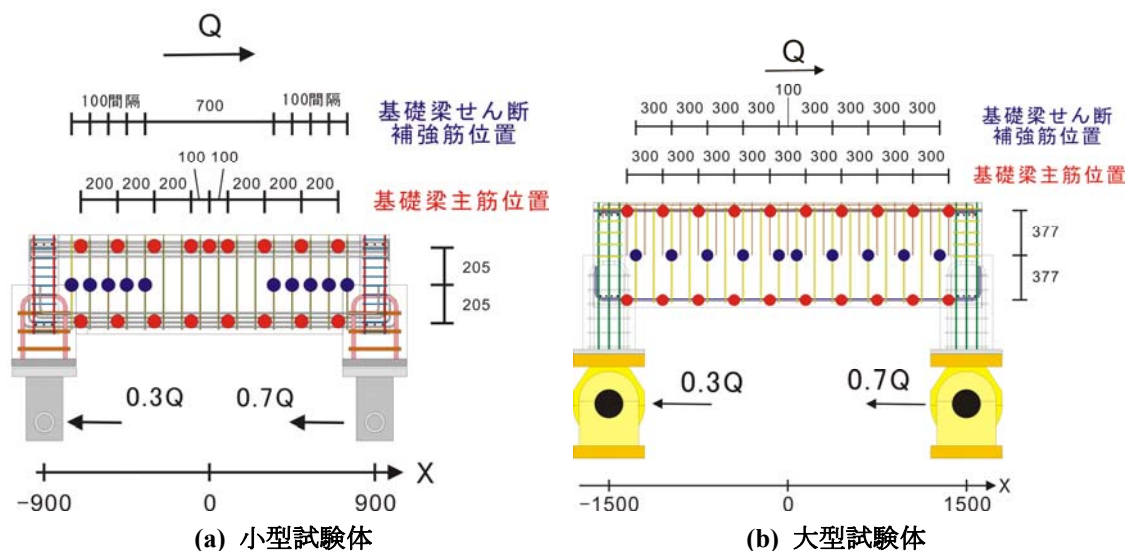 Q
100間隔 700 100間隔
基礎梁せん断
補強筋位置
100 100
200 200 200 200 200 200
基礎梁主筋位置
205
205
0.3Q 0.7Q
X
-900 0 900
(a) 小型試験体
Q
100
300 300 300 300 300 300 300 300
基礎梁せん断
補強筋位置
300 300 300 300 300 300 300 300 300
基礎梁主筋位置
377
377
0.3Q 0.7Q
X
-1500 0 1500
(b) 大型試験体